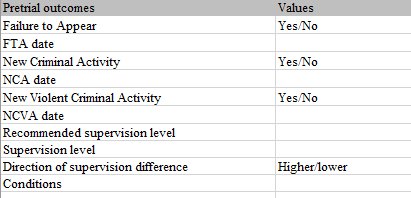 Pretrial outcomes Values
Failure to Appear Yes/No
FTA date
New Criminal Activity Yes/No
NCA date
New Violent Criminal Activity Yes/No
NCVA date
Recommended supervision level
Supervision level
Direction of supervision difference Higher/lower
Conditions